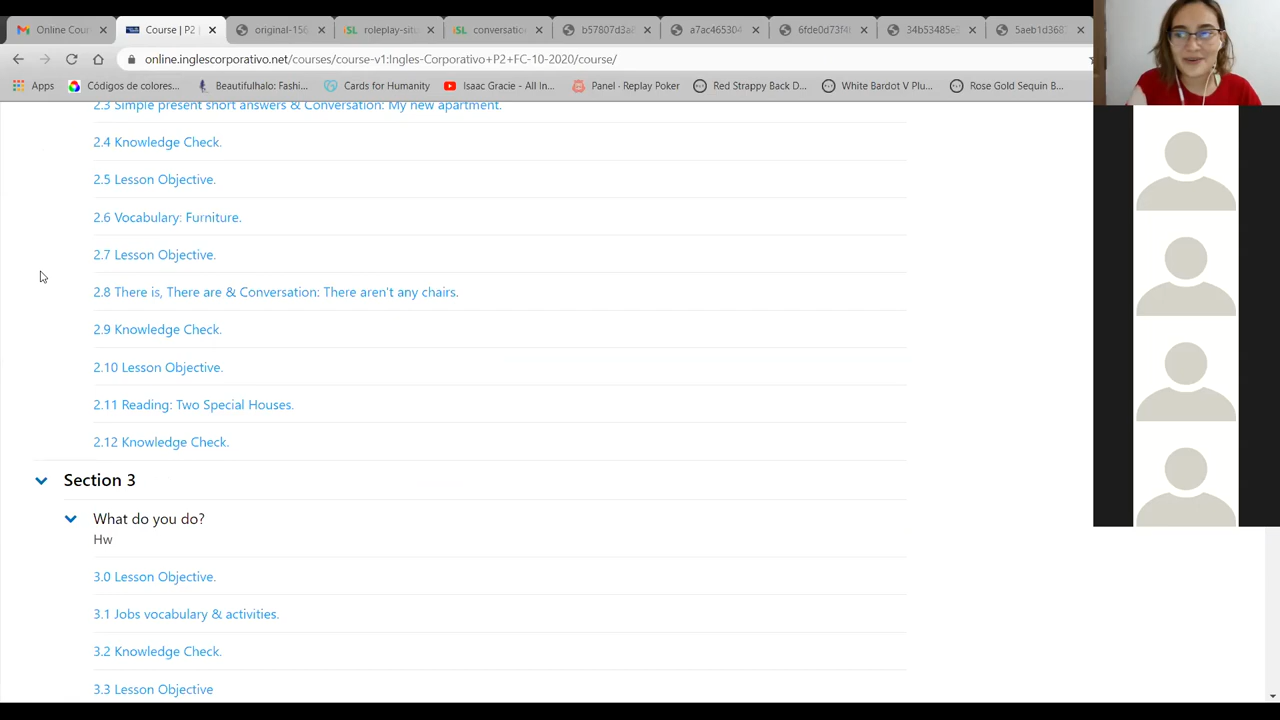 Online Cour
Course | P2
original-158
roleplay-situ
conversatio
b57807d3a8
a7ac465304
6fde0d73f4
34b53485e3
5aeb1d368
online.inglescorporativo.net/courses/course-v1:Ingles-Corporativo+P2+FC-10-2020/course/
Apps
Códigos de colores...
Beautifulhalo: Fashi...
Cards for Humanity
Isaac Gracie - All In...
Panel · Replay Poker
Red Strappy Back D...
White Bardot V Plu...
Rose Gold Sequin B...
2.3 Simple present short answers & Conversation: My new apartment.
2.4 Knowledge Check.
2.5 Lesson Objective.
2.6 Vocabulary: Furniture.
2.7 Lesson Objective.
2.8 There is, There are & Conversation: There aren't any chairs.
2.9 Knowledge Check.
2.10 Lesson Objective.
2.11 Reading: Two Special Houses.
2.12 Knowledge Check.
Section 3
What do you do?
Hw
3.0 Lesson Objective.
3.1 Jobs vocabulary & activities.
3.2 Knowledge Check.
3.3 Lesson Objective